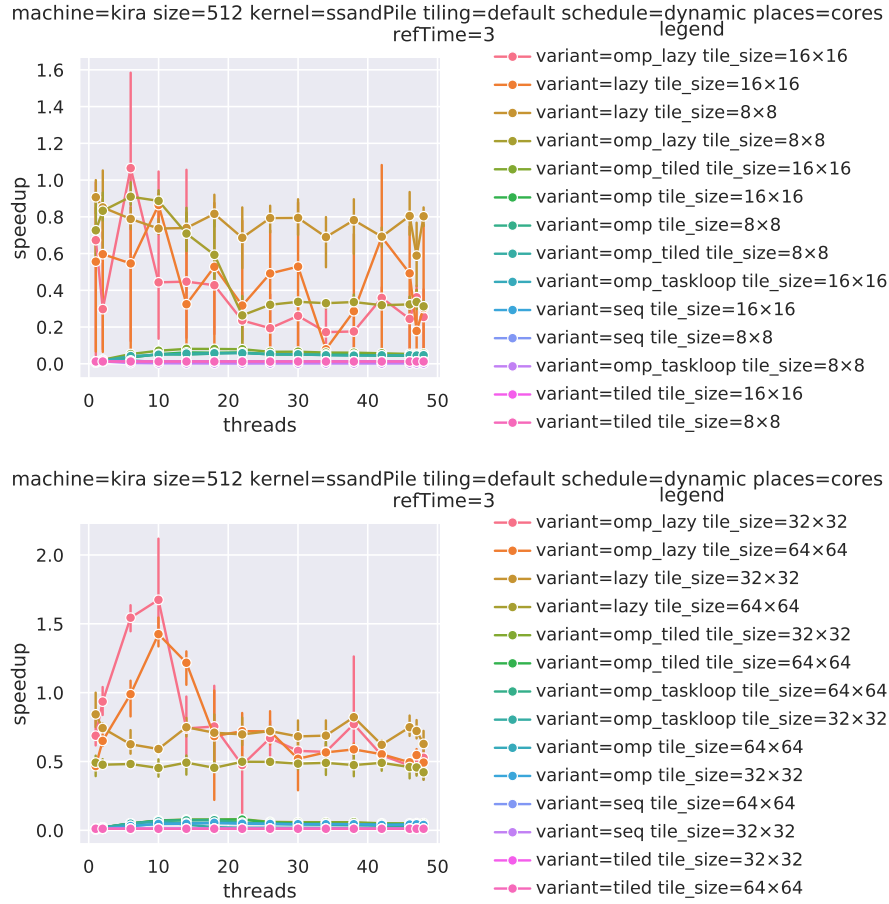 machine=kira size=512 kernel=ssandPile tiling=default schedule=dynamic places=cores
refTime=3
legend
variant=omp_lazy tile_size=16×16
variant=lazy tile_size=16×16
variant=lazy tile_size=8×8
variant=omp_lazy tile_size=8×8
variant=omp_tiled tile_size=16×16
variant=omp tile_size=16×16
variant=omp tile_size=8×8
variant=omp_tiled tile_size=8×8
variant=omp_taskloop tile_size=16×16
variant=seq tile_size=16×16
variant=seq tile_size=8×8
variant=omp_taskloop tile_size=8×8
variant=tiled tile_size=16×16
variant=tiled tile_size=8×8
speedup
1.6
1.4
1.2
1.0
0.8
0.6
0.4
0.2
0.0
0 10 20 30 40 50
threads
machine=kira size=512 kernel=ssandPile tiling=default schedule=dynamic places=cores
refTime=3
legend
variant=omp_lazy tile_size=32×32
variant=omp_lazy tile_size=64×64
variant=lazy tile_size=32×32
variant=lazy tile_size=64×64
variant=omp_tiled tile_size=32×32
variant=omp_tiled tile_size=64×64
variant=omp_taskloop tile_size=64×64
variant=omp_taskloop tile_size=32×32
variant=omp tile_size=64×64
variant=omp tile_size=32×32
variant=seq tile_size=64×64
variant=seq tile_size=32×32
variant=tiled tile_size=32×32
variant=tiled tile_size=64×64
speedup
2.0
1.5
1.0
0.5
0.0
0 10 20 30 40 50
threads